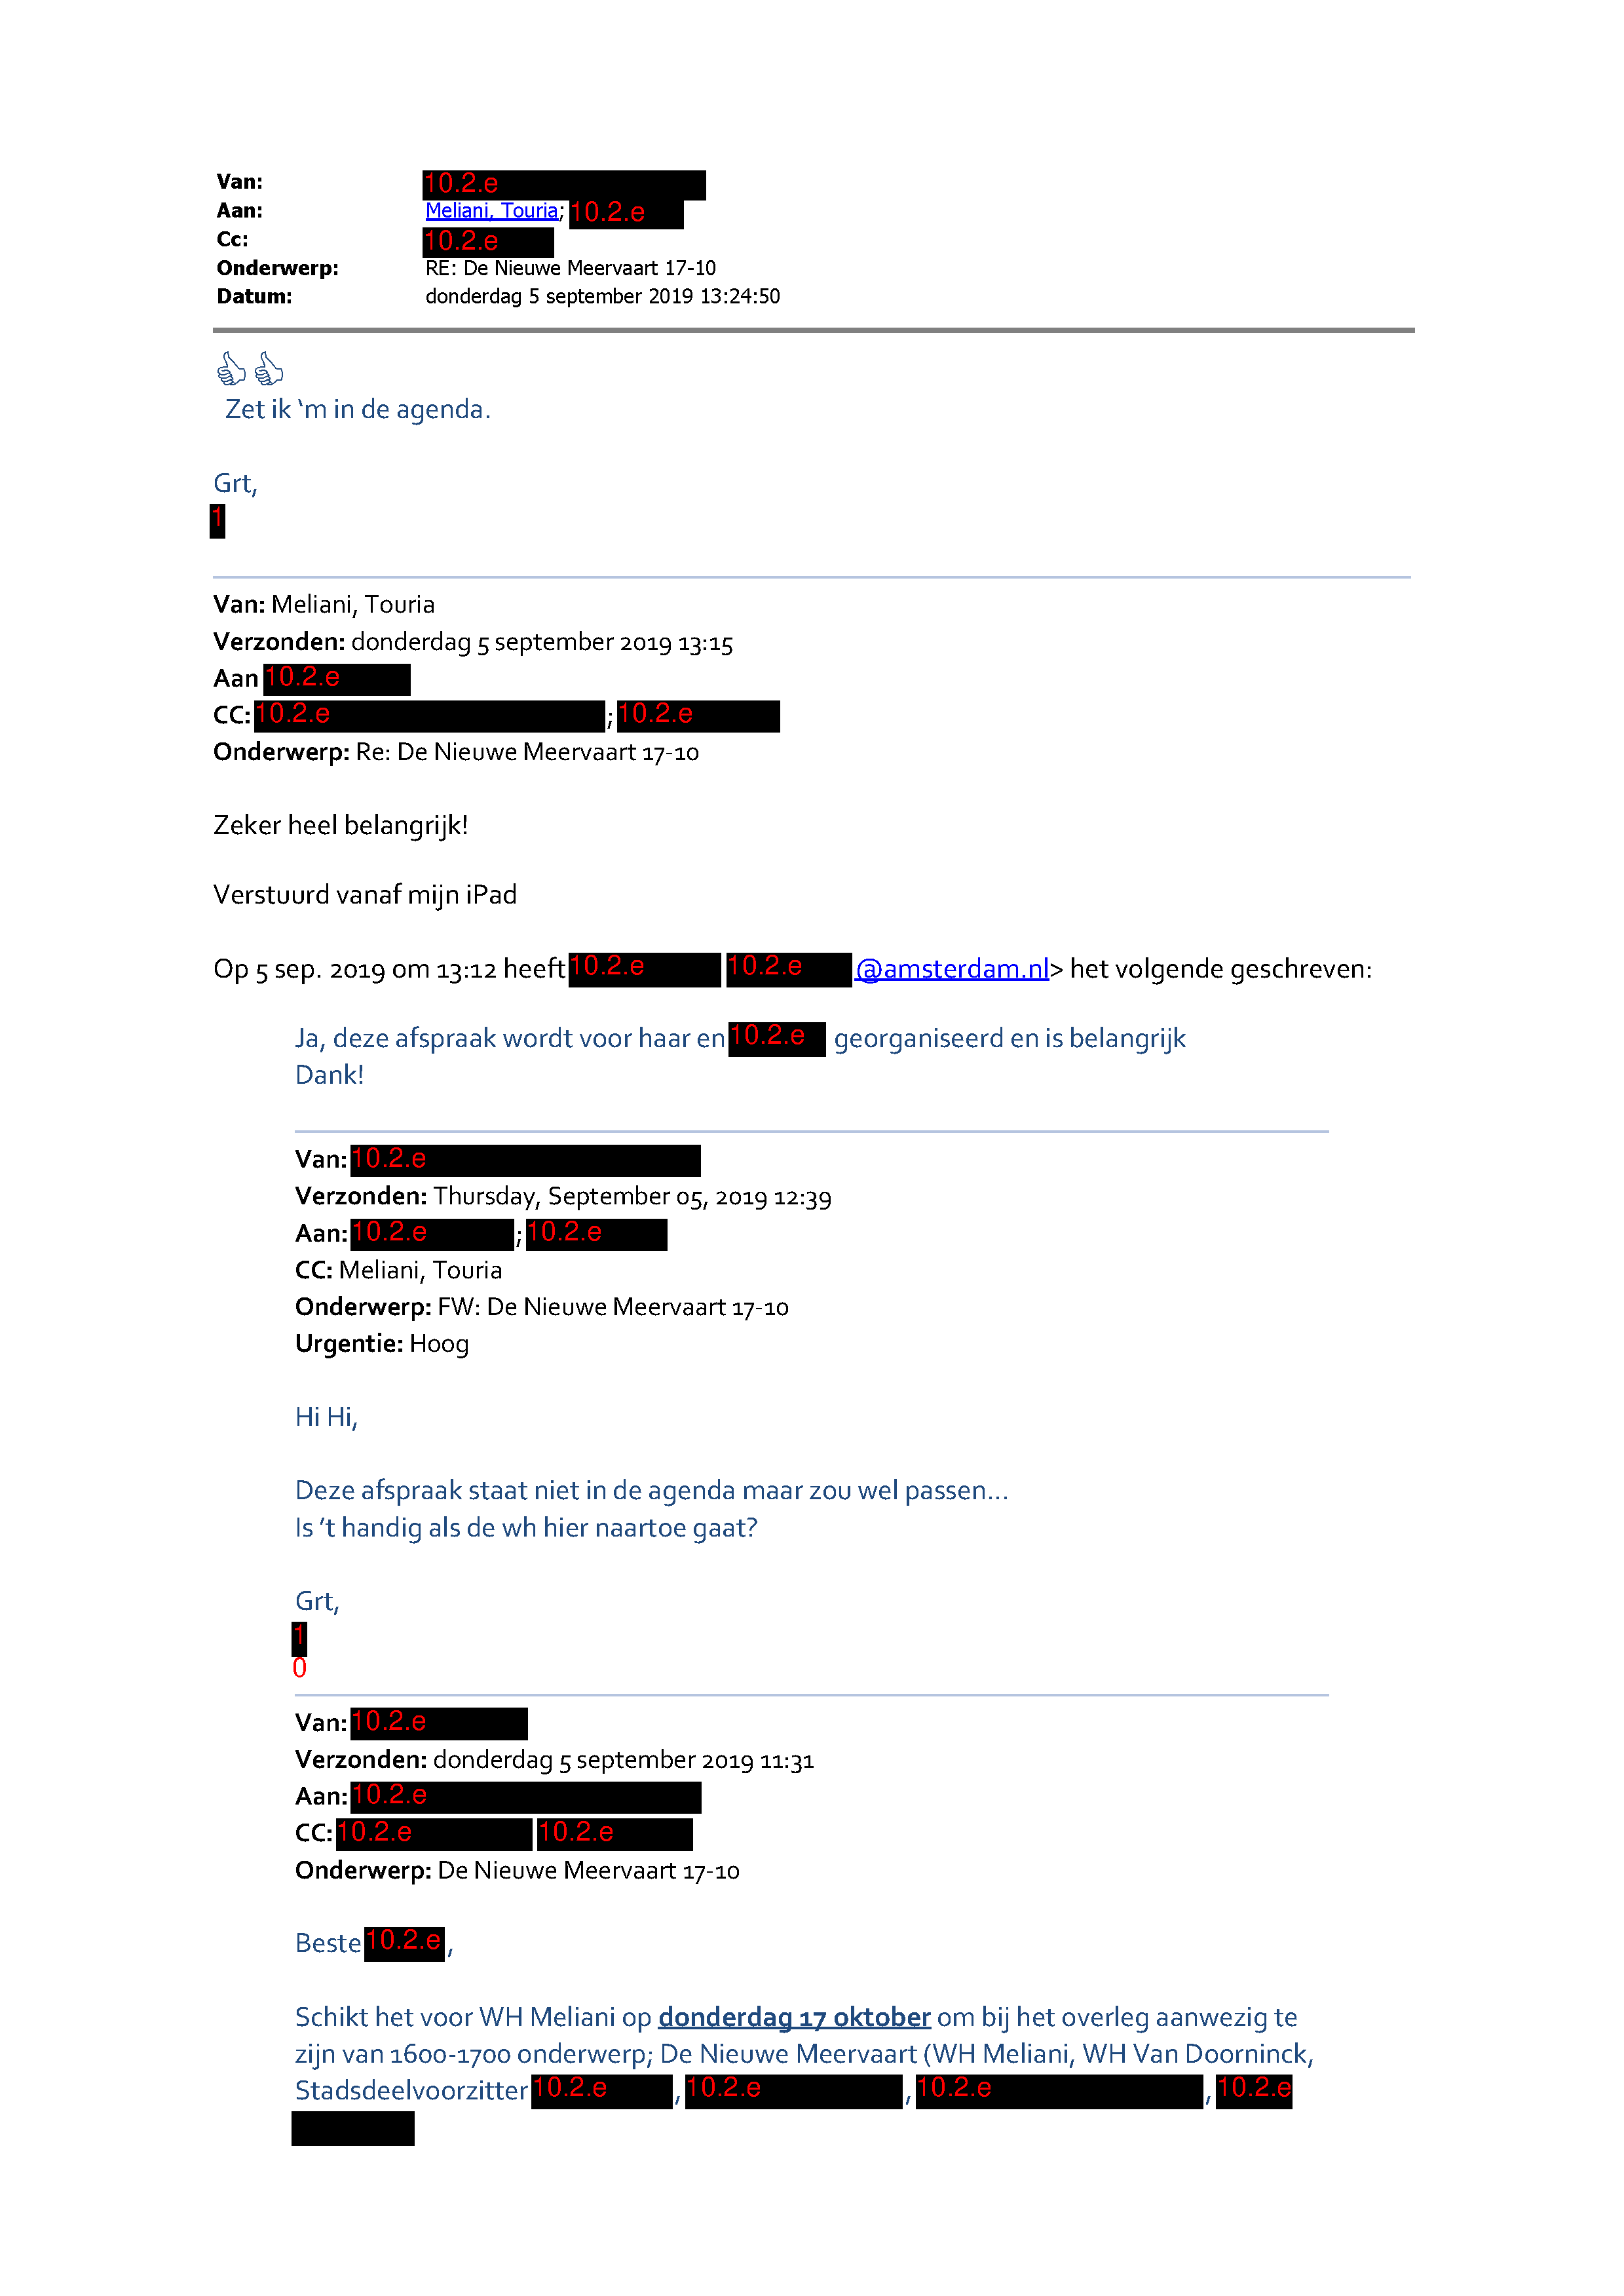 Van: 10.2.e
Aan: Meliani, Touria; 10.2.e
Cc: 10.2.e
Onderwerp: RE: De Nieuwe Meervaart 17-10
Datum: donderdag 5 september 2019 13:24:50
👍👍
Zet ik ‘m in de agenda.
Grt,
1
Van: Meliani, Touria
Verzonden: donderdag 5 september 2019 13:15
Aan 10.2.e
CC: 10.2.e ; 10.2.e
Onderwerp: Re: De Nieuwe Meervaart 17-10
Zeker heel belangrijk!
Verstuurd vanaf mijn iPad
Op 5 sep. 2019 om 13:12 heeft 10.2.e 10.2.e @amsterdam.nl> het volgende geschreven:
Ja, deze afspraak wordt voor haar en 10.2.e georganiseerd en is belangrijk
Dank!
Van: 10.2.e
Verzonden: Thursday, September 05, 2019 12:39
Aan: 10.2.e ; 10.2.e
CC: Meliani, Touria
Onderwerp: FW: De Nieuwe Meervaart 17-10
Urgentie: Hoog
Hi Hi,
Deze afspraak staat niet in de agenda maar zou wel passen...
Is ’t handig als de wh hier naartoe gaat?
Grt,
1
0
Van: 10.2.e
Verzonden: donderdag 5 september 2019 11:31
Aan: 10.2.e
CC: 10.2.e 10.2.e
Onderwerp: De Nieuwe Meervaart 17-10
Beste 10.2.e ,
Schikt het voor WH Meliani op donderdag 17 oktober om bij het overleg aanwezig te
zijn van 1600-1700 onderwerp; De Nieuwe Meervaart (WH Meliani, WH Van Doorninck,
Stadsdeelvoorzitter 10.2.e , 10.2.e , 10.2.e , 10.2.e